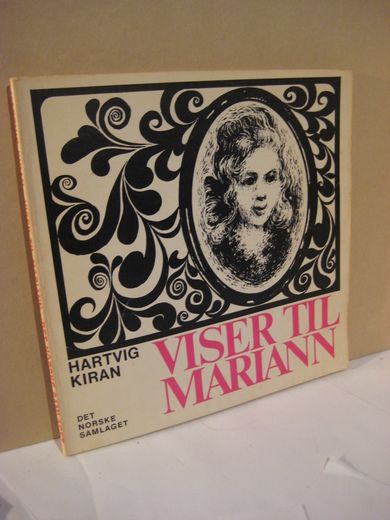 HARTVIG
KIRAN
VISER TIL
MARIANN
DET
NORSKE
SAMLAGET